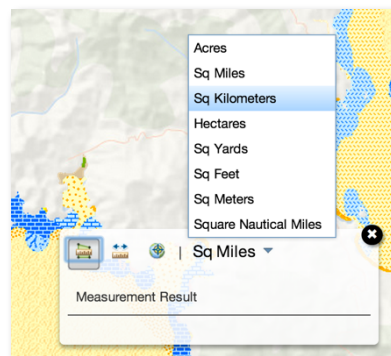 Acres
Sq Miles
Sq Kilometers
Hectares
Sq Yards
Sq Feet
Sq Meters
Square Nautical Miles
| Sq Miles
Measurement Result